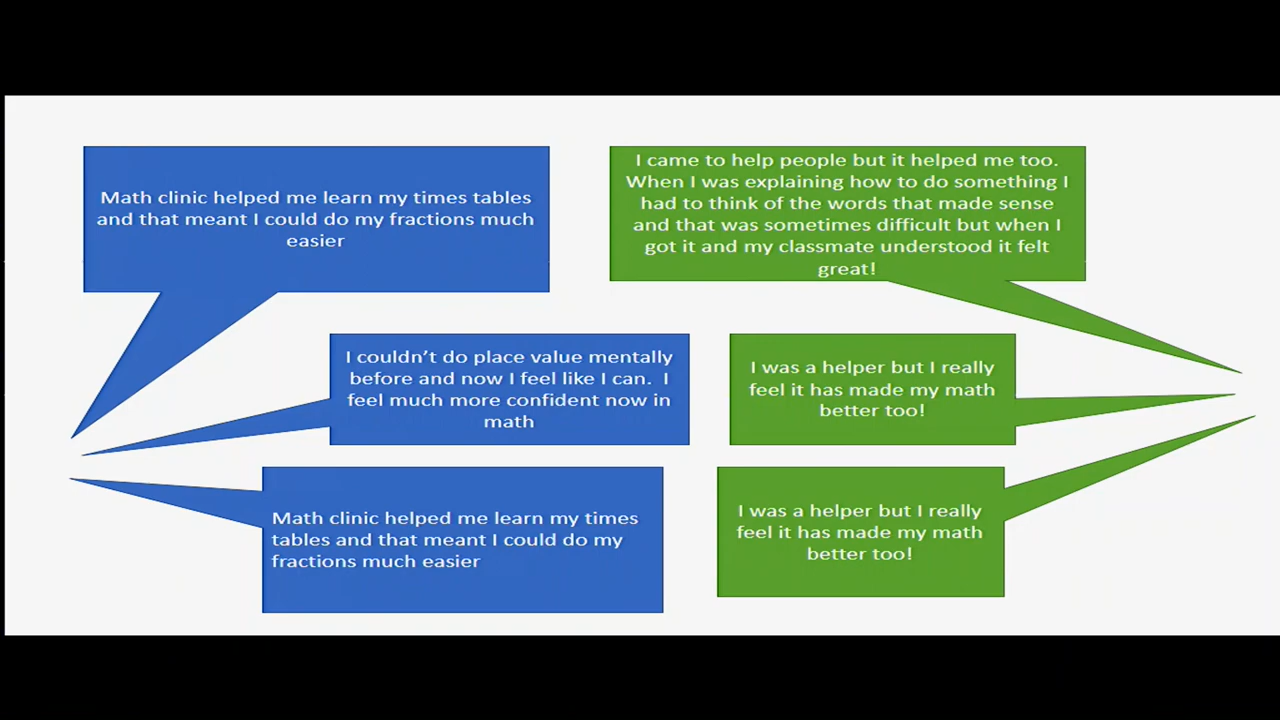 Math clinic helped me learn my times tables
and that meant I could do my fractions much
easier
I came to help people but it helped me too.
When I was explaining how to do something I
had to think of the words that made sense
and that was sometimes difficult but when I
got it and my classmate understood it felt
great!
I couldn’t do place value mentally
before and now I feel like I can.  I
feel much more confident now in
math
I was a helper but I really
feel it has made my math
better too!
Math clinic helped me learn my times
tables and that meant I could do my
fractions much easier
I was a helper but I really
feel it has made my math
better too!